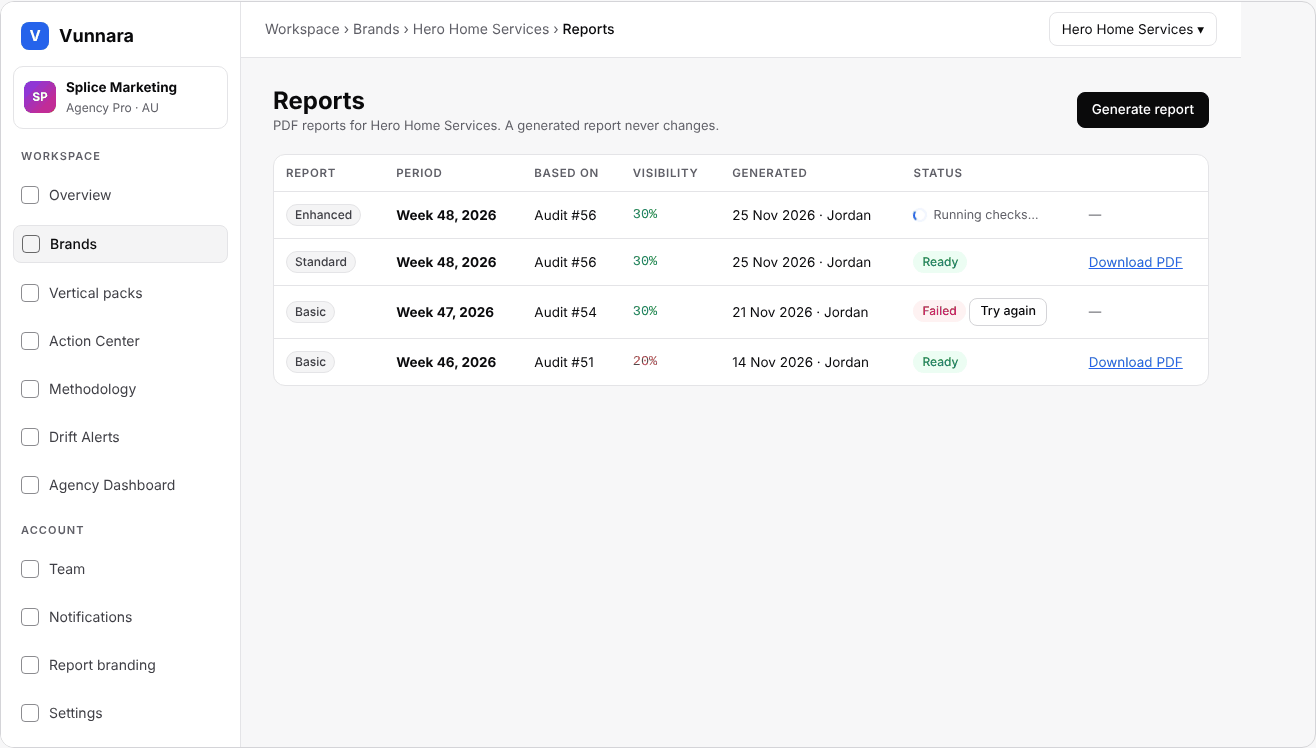 V Vunnara
Workspace › Brands › Hero Home Services › Reports
Hero Home Services ▾
SP Splice Marketing
Agency Pro · AU
WORKSPACE
Overview
Brands
Vertical packs
Action Center
Methodology
Drift Alerts
Agency Dashboard
ACCOUNT
Team
Notifications
Report branding
Settings
Reports
PDF reports for Hero Home Services. A generated report never changes.
Generate report
REPORT PERIOD BASED ON VISIBILITY GENERATED STATUS
Enhanced Week 48, 2026 Audit #56 30% 25 Nov 2026 · Jordan Running checks... —
Standard Week 48, 2026 Audit #56 30% 25 Nov 2026 · Jordan Ready Download PDF
Basic Week 47, 2026 Audit #54 30% 21 Nov 2026 · Jordan Failed Try again —
Basic Week 46, 2026 Audit #51 20% 14 Nov 2026 · Jordan Ready Download PDF